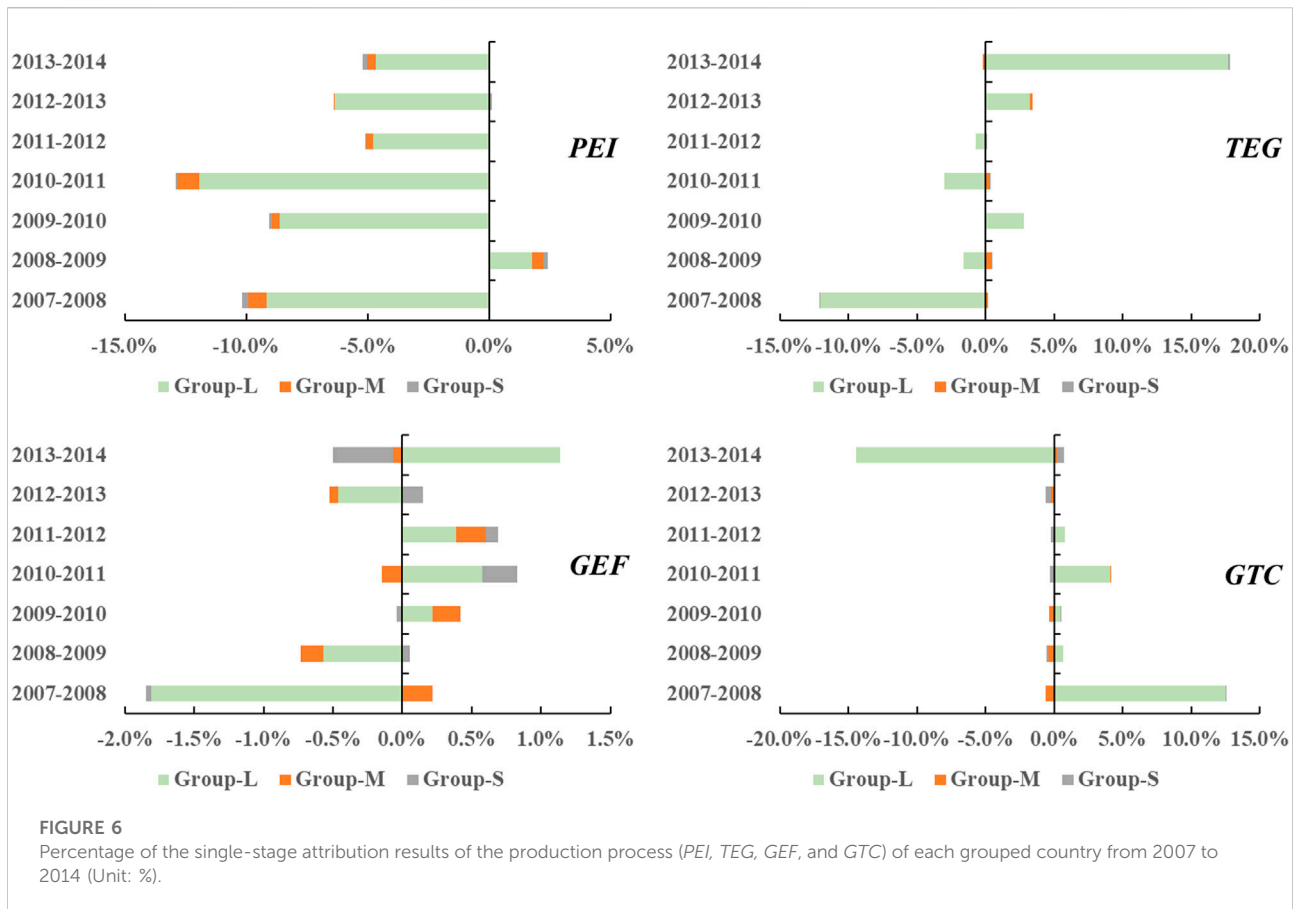 2013-2014
2012-2013
2011-2012
2010-2011
2009-2010
2008-2009
2007-2008
PEI
-15.0% -10.0% -5.0% 0.0% 5.0%
Group-L Group-M Group-S
2013-2014
2012-2013
2011-2012
2010-2011
2009-2010
2008-2009
2007-2008
TEG
-15.0% -10.0% -5.0% 0.0% 5.0% 10.0% 15.0% 20.0%
Group-L Group-M Group-S
2013-2014
2012-2013
2011-2012
2010-2011
2009-2010
2008-2009
2007-2008
GEF
-2.0% -1.5% -1.0% -0.5% 0.0% 0.5% 1.0% 1.5%
Group-L Group-M Group-S
2013-2014
2012-2013
2011-2012
2010-2011
2009-2010
2008-2009
2007-2008
GTC
-20.0% -15.0% -10.0% -5.0% 0.0% 5.0% 10.0% 15.0%
Group-L Group-M Group-S
FIGURE 6
Percentage of the single-stage attribution results of the production process (PEI, TEG, GEF, and GTC) of each grouped country from 2007 to
2014 (Unit: %).